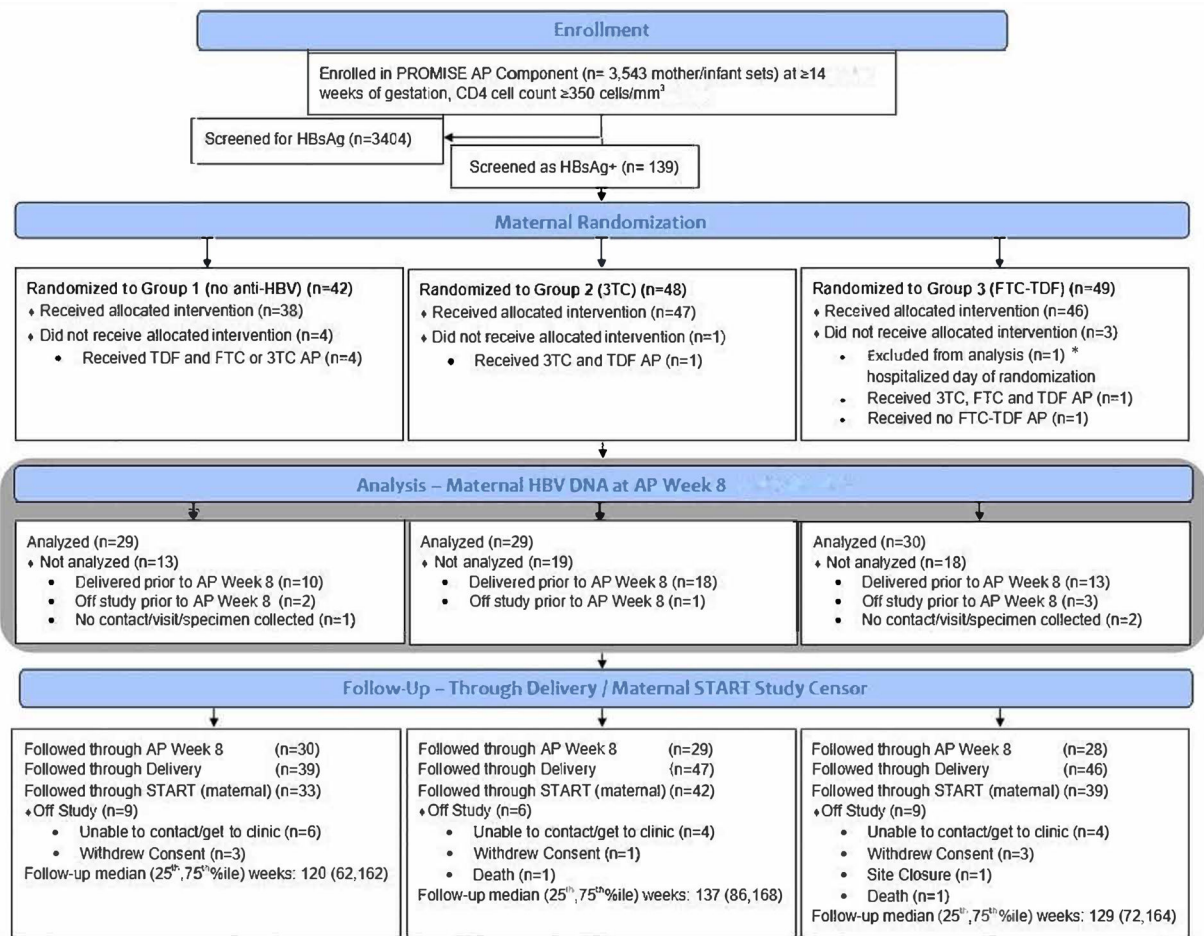 Enrollment
Enrolled in PROMISE AP Component (n= 3,543 mother/infant sets) at ≥14
weeks of gestation, CD4 cell count ≥350 cells/mm³
Screened for HBsAg (n=3404)
Screened as HBsAg+ (n= 139)
Maternal Randomization
Randomized to Group 1 (no anti-HBV) (n=42)
♦ Received allocated intervention (n=38)
♦ Did not receive allocated intervention (n=4)
• Received TDF and FTC or 3TC AP (n=4)
Randomized to Group 2 (3TC) (n=48)
♦ Received allocated intervention (n=47)
♦ Did not receive allocated intervention (n=1)
• Received 3TC and TDF AP (n=1)
Randomized to Group 3 (FTC-TDF) (n=49)
♦ Received allocated intervention (n=46)
♦ Did not receive allocated intervention (n=3)
• Excluded from analysis (n=1) *
hospitalized day of randomization
• Received 3TC, FTC and TDF AP (n=1)
• Received no FTC-TDF AP (n=1)
Analysis – Maternal HBV DNA at AP Week 8
Analyzed (n=29)
♦ Not analyzed (n=13)
• Delivered prior to AP Week 8 (n=10)
• Off study prior to AP Week 8 (n=2)
• No contact/visit/specimen collected (n=1)
Analyzed (n=29)
♦ Not analyzed (n=19)
• Delivered prior to AP Week 8 (n=18)
• Off study prior to AP Week 8 (n=1)
Analyzed (n=30)
♦ Not analyzed (n=18)
• Delivered prior to AP Week 8 (n=13)
• Off study prior to AP Week 8 (n=3)
• No contact/visit/specimen collected (n=2)
Follow-Up – Through Delivery / Maternal START Study Censor
Followed through AP Week 8 (n=30)
Followed through Delivery (n=39)
Followed through START (maternal) (n=33)
♦Off Study (n=9)
• Unable to contact/get to clinic (n=6)
• Withdrew Consent (n=3)
Follow-up median (25th,75th%ile) weeks: 120 (62,162)
Followed through AP Week 8 (n=29)
Followed through Delivery (n=47)
Followed through START (maternal) (n=42)
♦Off Study (n=6)
• Unable to contact/get to clinic (n=4)
• Withdrew Consent (n=1)
• Death (n=1)
Follow-up median (25th,75th%ile) weeks: 137 (86,168)
Followed through AP Week 8 (n=28)
Followed through Delivery (n=46)
Followed through START (maternal) (n=39)
♦Off Study (n=9)
• Unable to contact/get to clinic (n=4)
• Withdrew Consent (n=3)
• Site Closure (n=1)
• Death (n=1)
Follow-up median (25th,75th%ile) weeks: 129 (72,164)